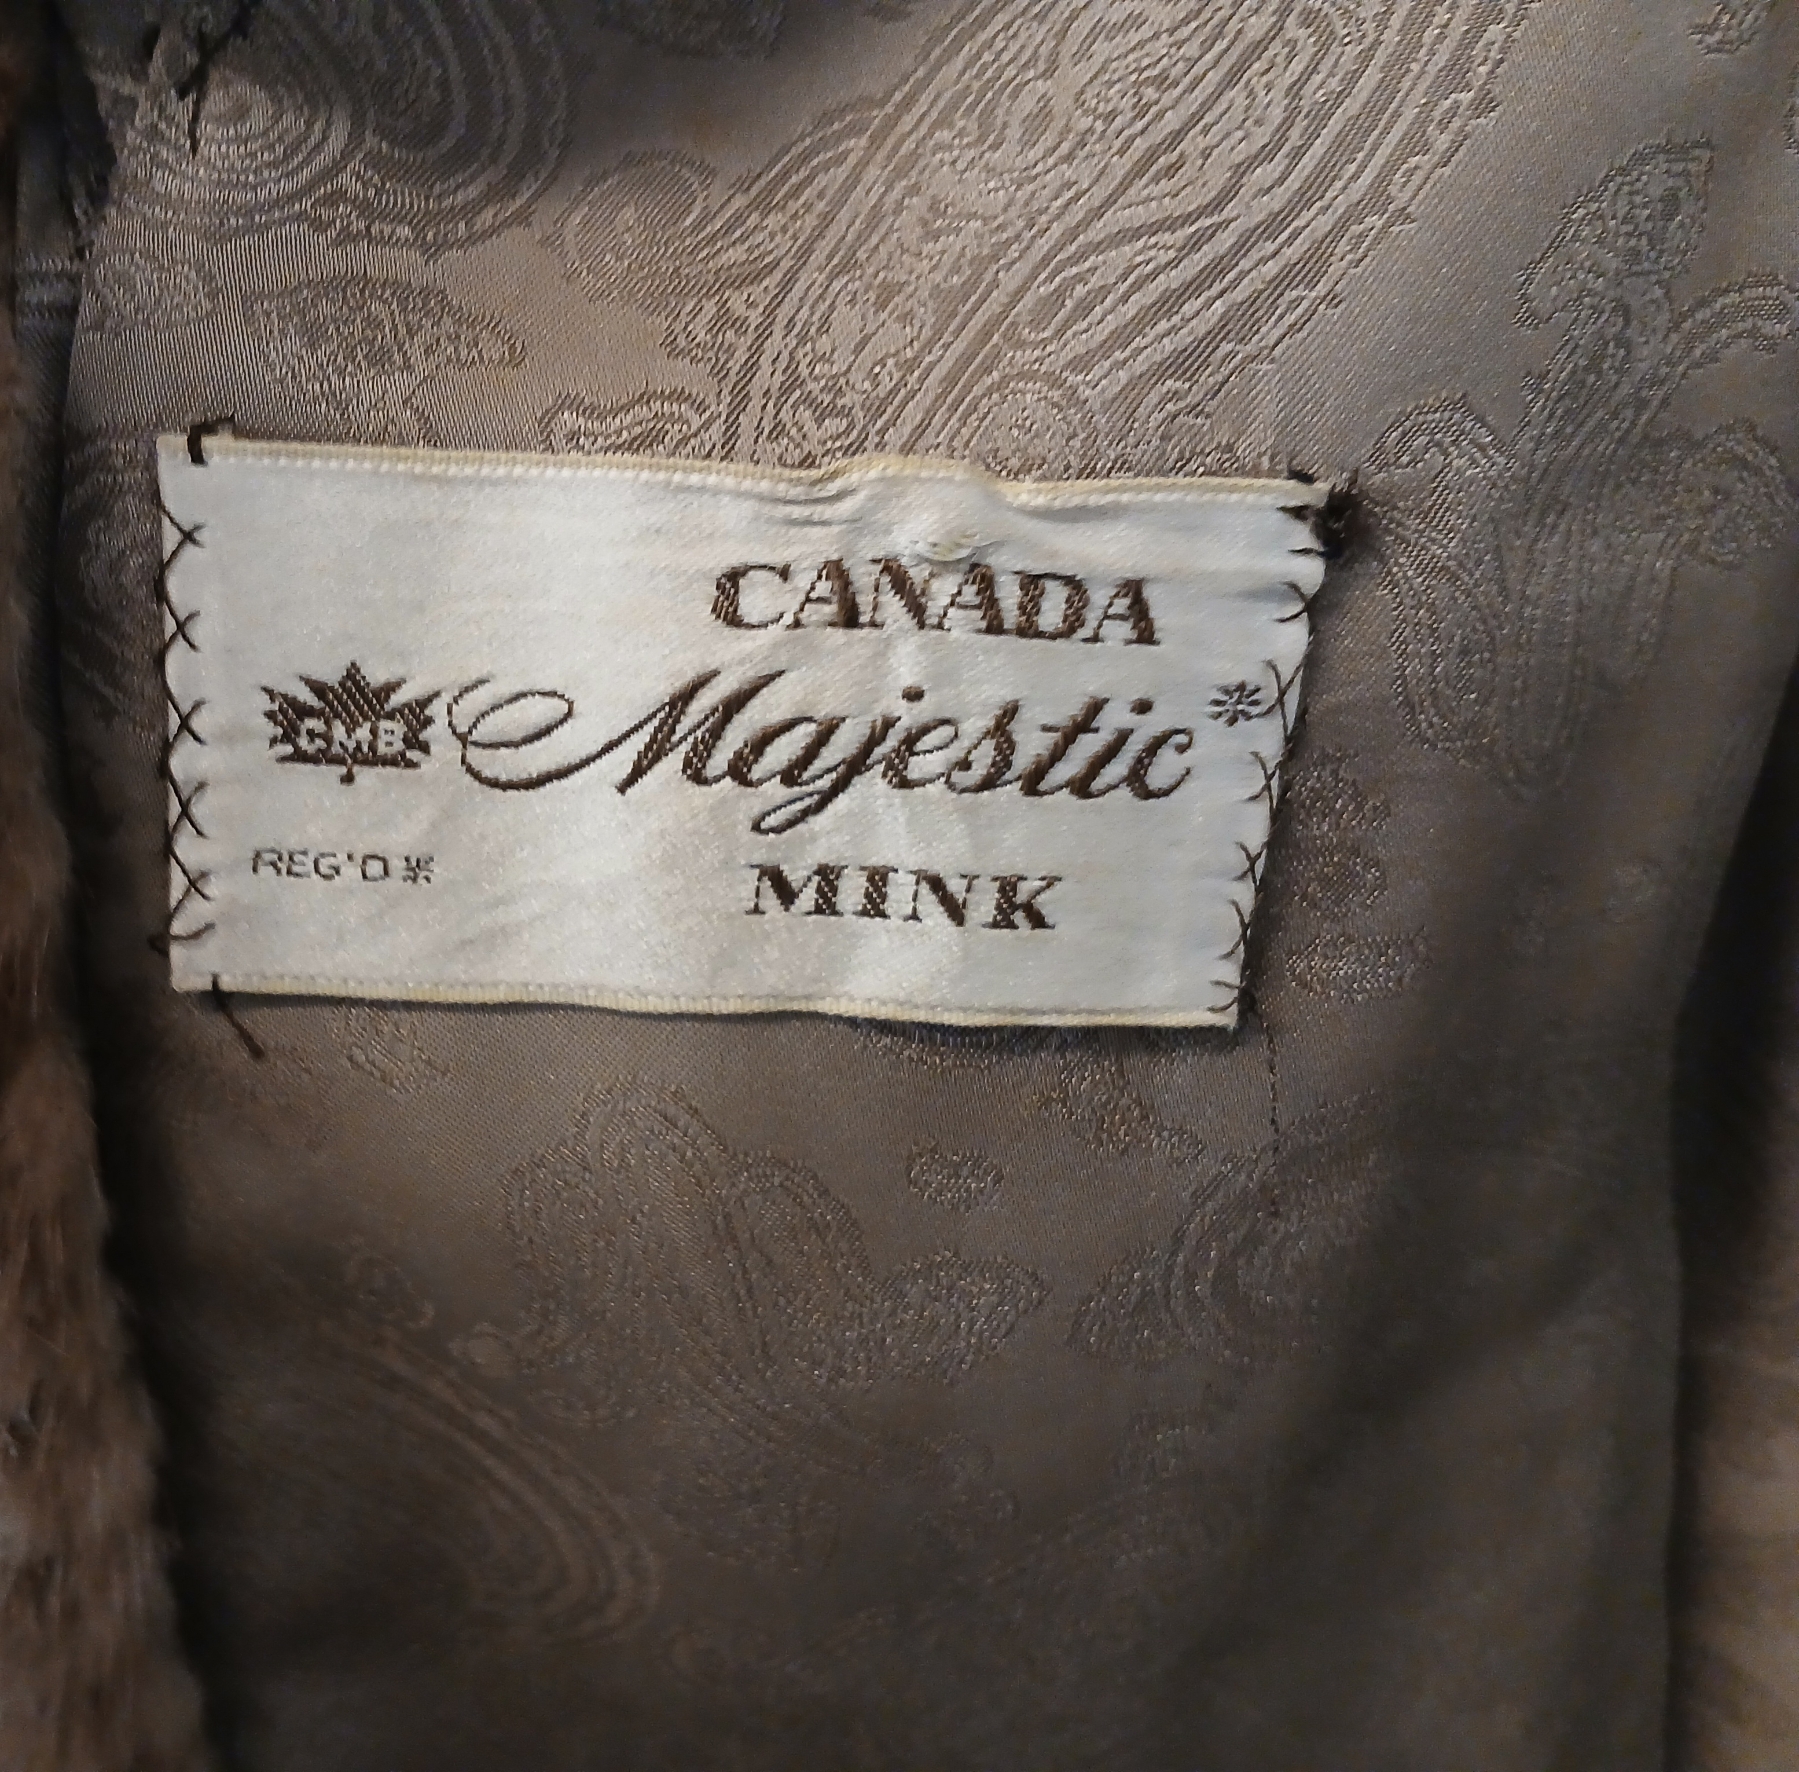 CANADA
CMB Majestic*
REG'D *
MINK